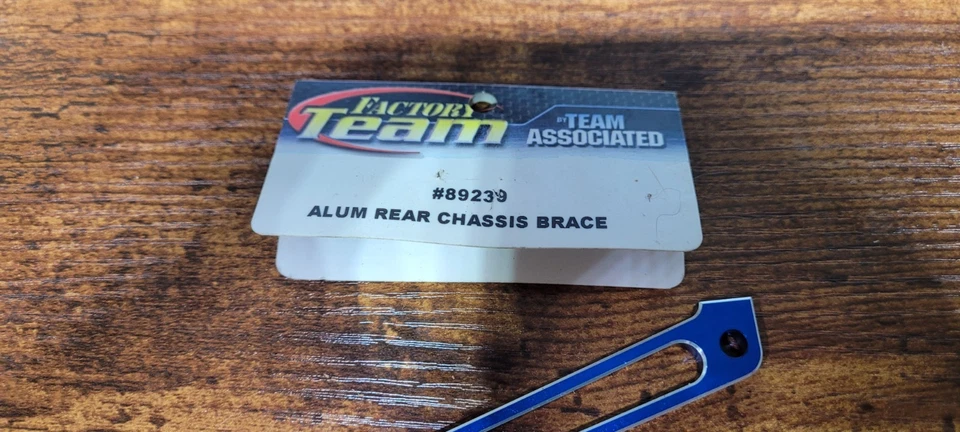 FACTORY
Team
BY TEAM
ASSOCIATED
#89239
ALUM REAR CHASSIS BRACE